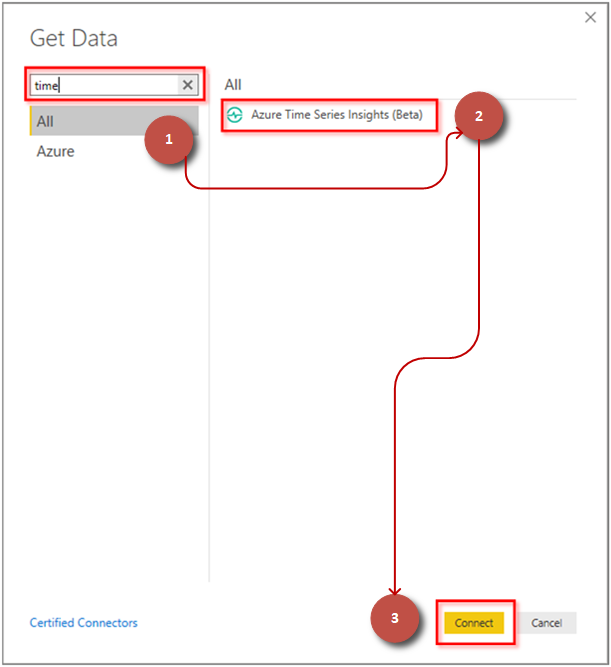 Get Data
time
All
Azure
1
All
Azure Time Series Insights (Beta)
2
3
Certified Connectors
Connect
Cancel